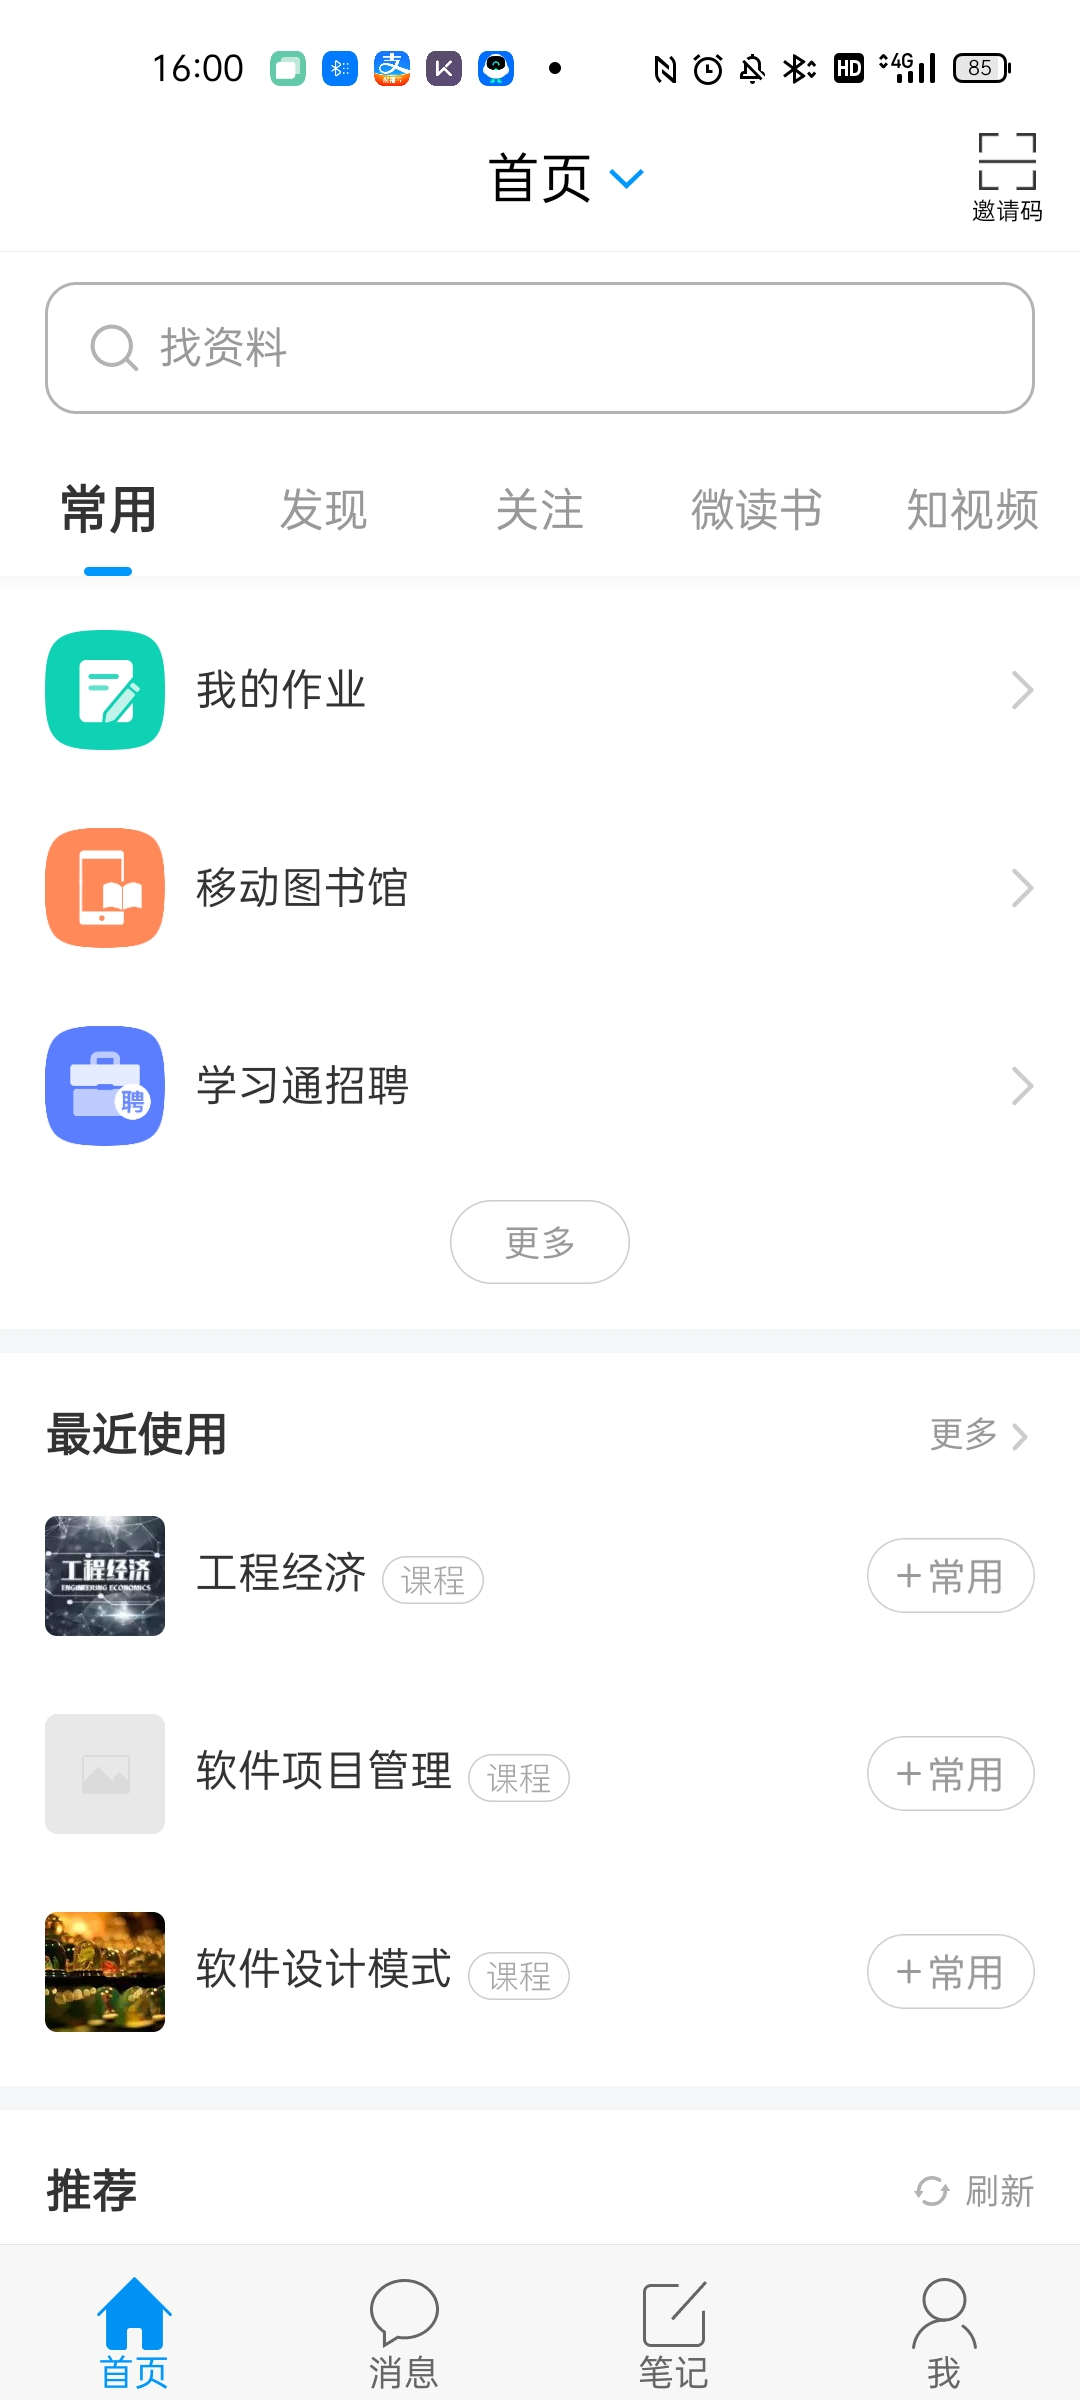 16:00
支
K
HD
4G
85
首页
邀请码
找资料
常用 发现 关注 微读书 知视频
我的作业
移动图书馆
聘
学习通招聘
更多
最近使用 更多
工程经济
ENGINEERING ECONOMICS
工程经济 课程 +常用
软件项目管理 课程 +常用
软件设计模式 课程 +常用
推荐 刷新
首页 消息 笔记 我